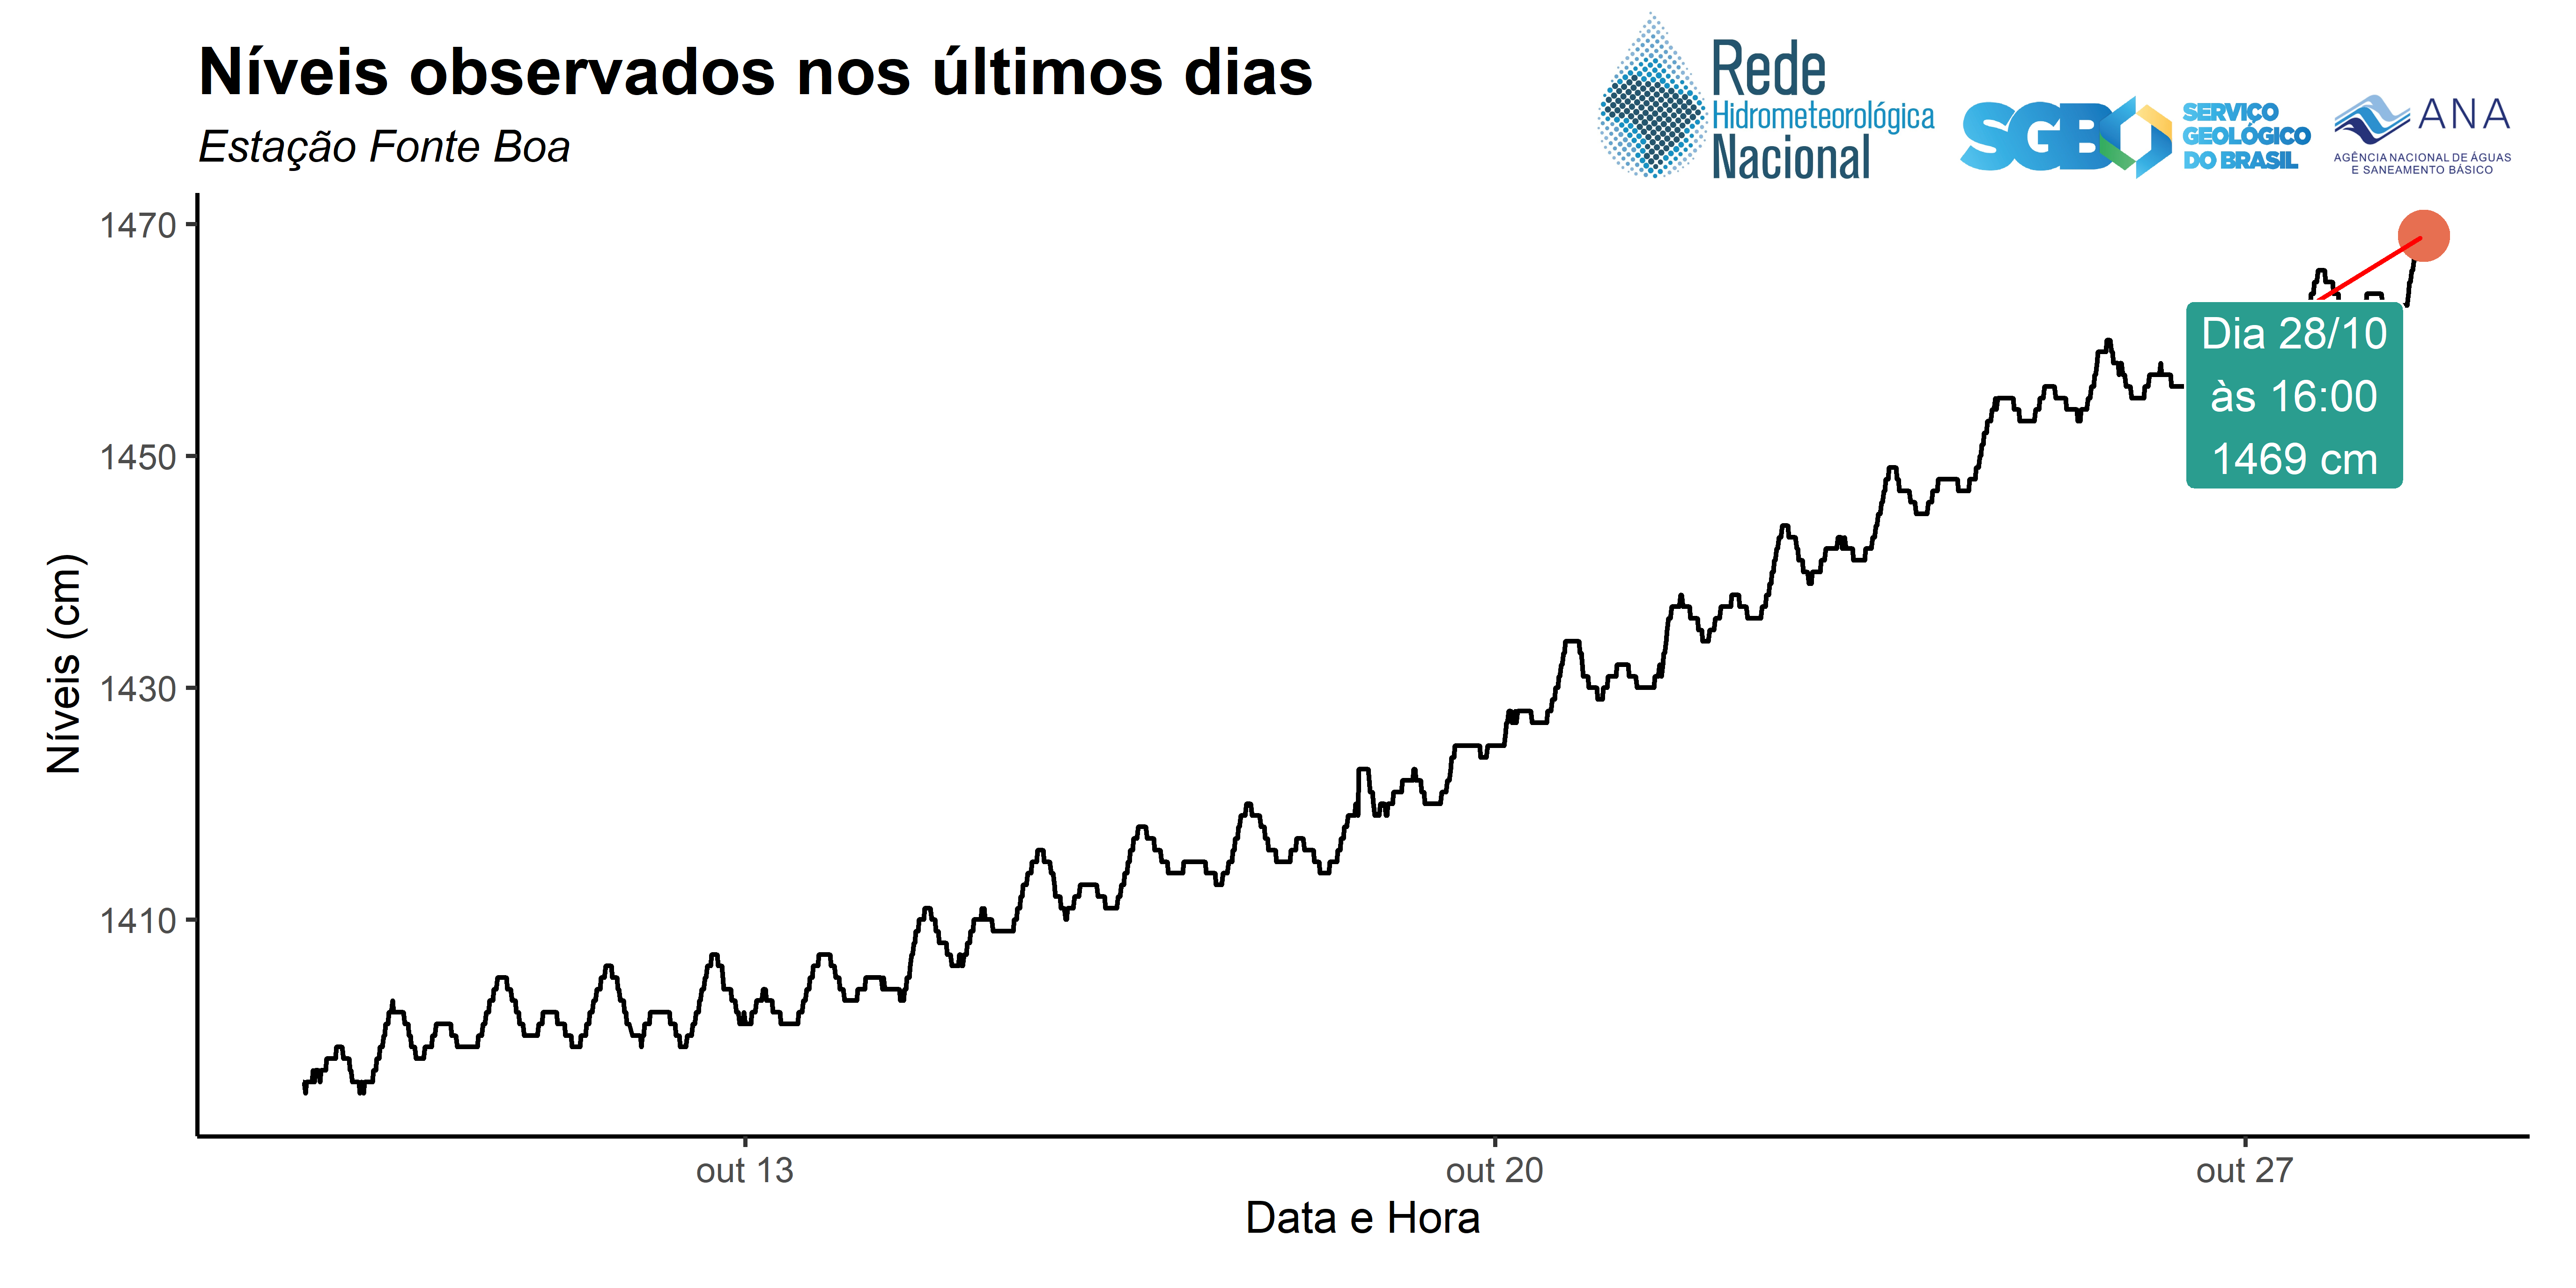 Níveis observados nos últimos dias
Estação Fonte Boa
Rede
Hidrometeorológica
Nacional
SGB
SERVIÇO
GEOLÓGICO
DO BRASIL
ANA
AGÊNCIA NACIONAL DE ÁGUAS
E SANEAMENTO BÁSICO
1470
1450
1430
1410
Níveis (cm)
Dia 28/10
às 16:00
1469 cm
out 13
out 20
out 27
Data e Hora